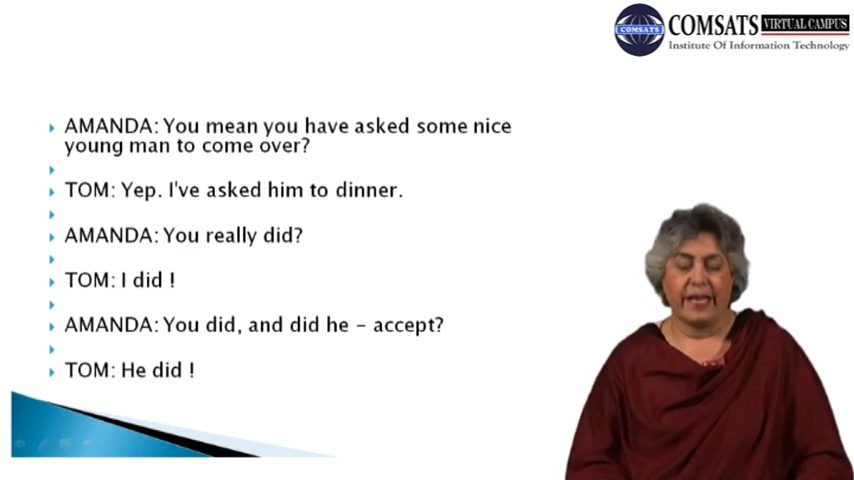 COMSATS VIRTUAL CAMPUS
Institute Of Information Technology
COMSATS
AMANDA: You mean you have asked some nice
young man to come over?
TOM: Yep. I've asked him to dinner.
AMANDA: You really did?
TOM: I did !
AMANDA: You did, and did he – accept?
TOM: He did !